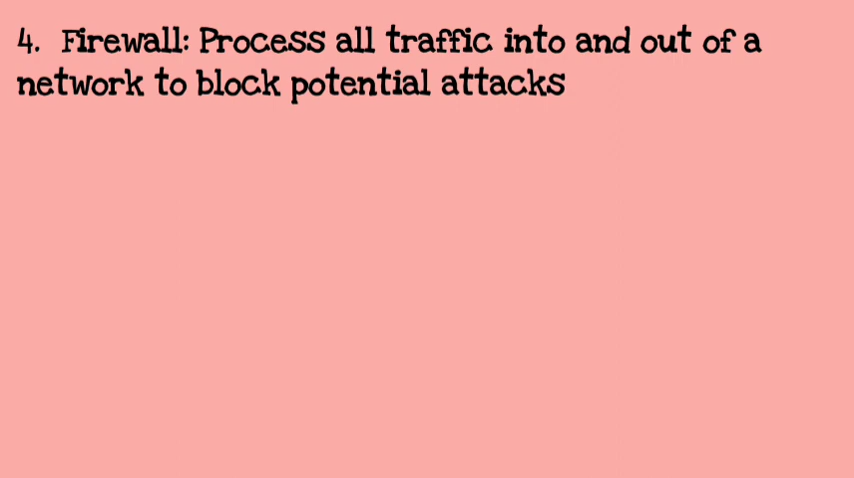 4. Firewall: Process all traffic into and out of a
network to block potential attacks